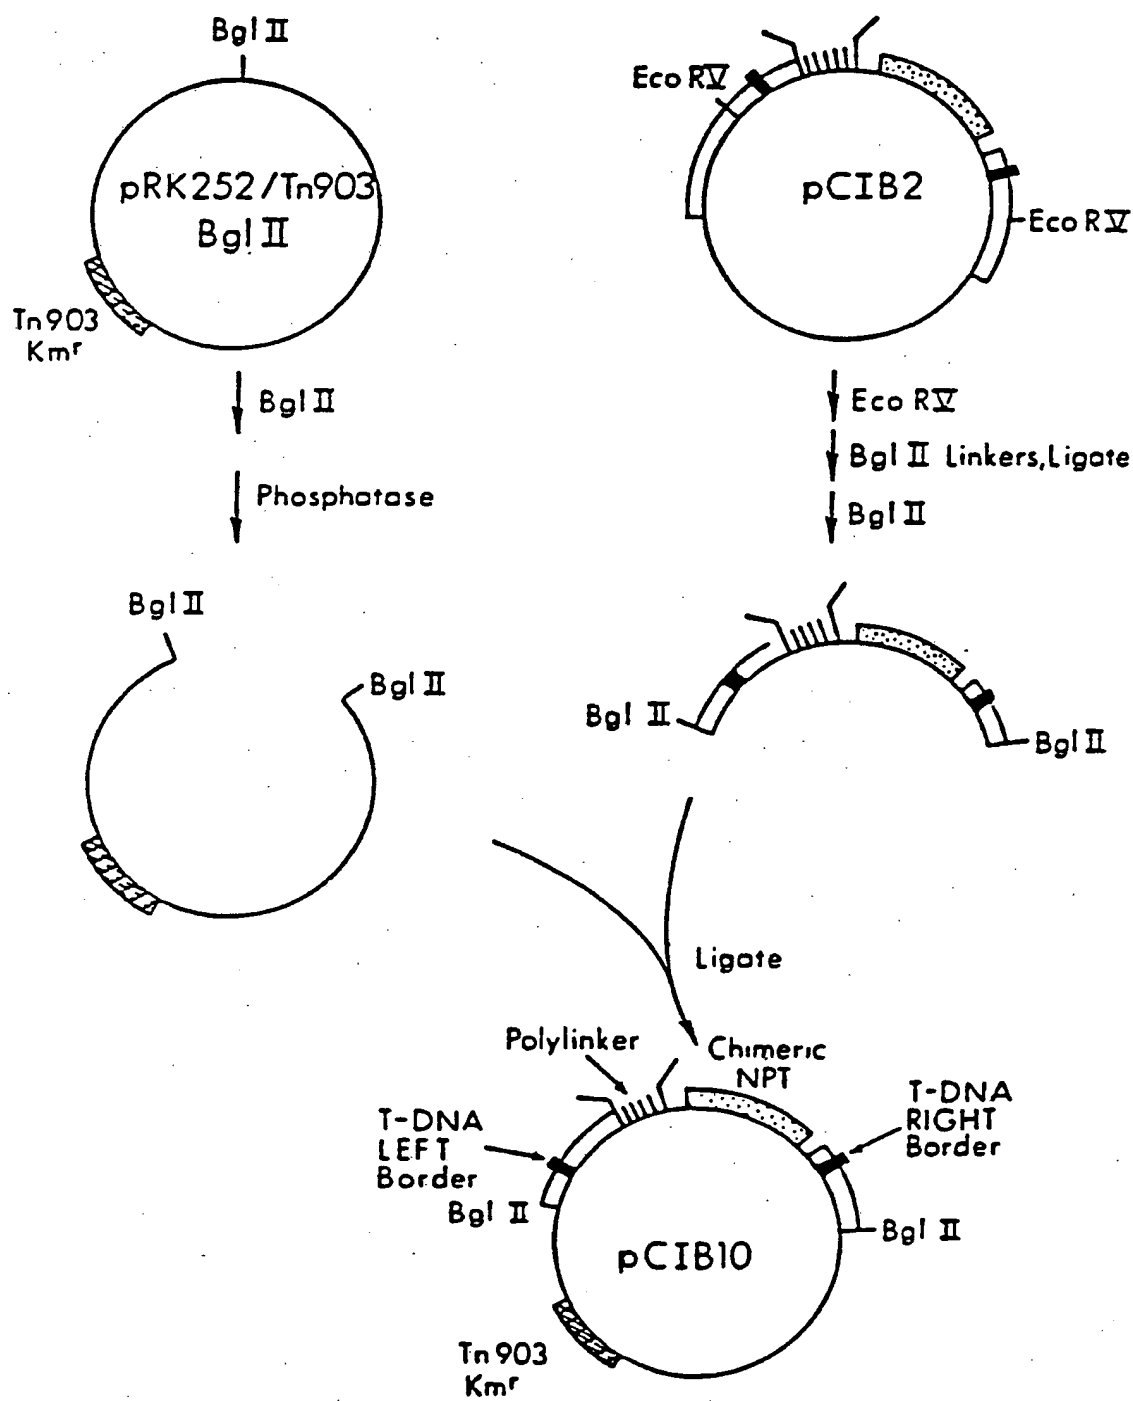 Bgl II
pRK252/Tn903
Bgl II
Tn903
Kmʳ
Eco RV
pCIB2
Eco RV
Bgl II
Phosphatase
Eco RV
Bgl II Linkers, Ligate
Bgl II
Bgl II
Bgl II
Bgl II
Bgl II
Ligate
Polylinker
Chimeric
NPT
T-DNA
LEFT
Border
T-DNA
RIGHT
Border
Bgl II
Bgl II
pCIB10
Tn903
Kmʳ